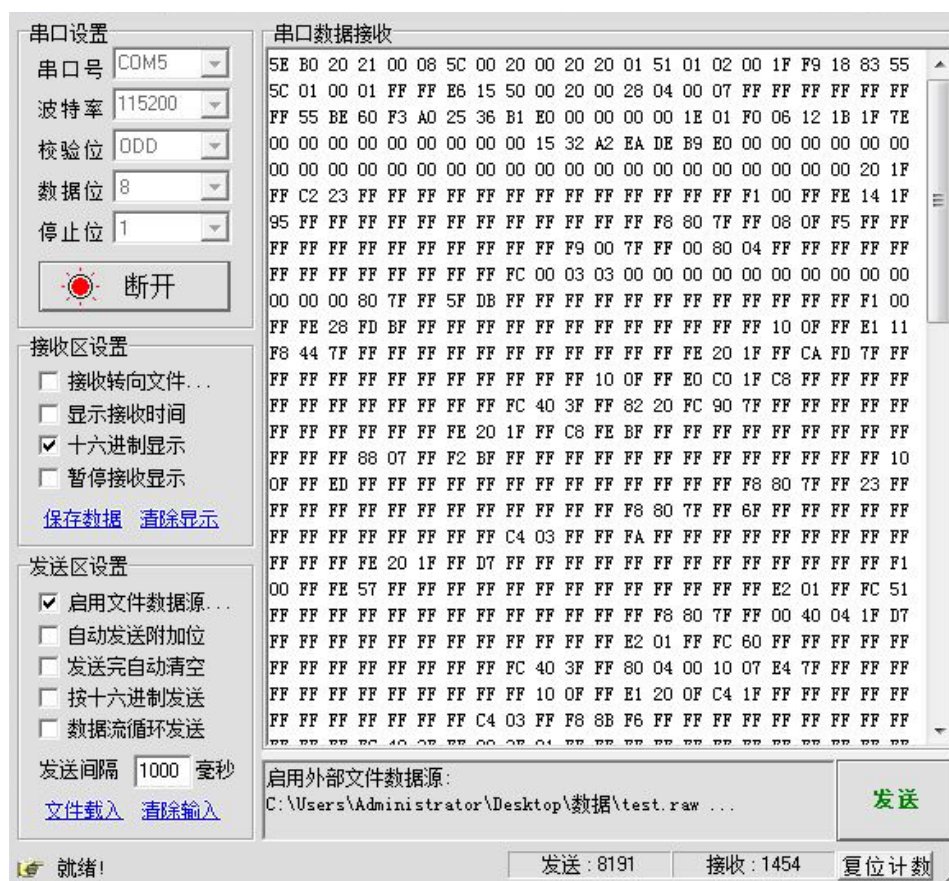 串口设置
串口号 COM5
波特率 115200
校验位 ODD
数据位 8
停止位 1
断开
接收区设置
接收转向文件...
显示接收时间
十六进制显示
暂停接收显示
保存数据 清除显示
发送区设置
启用文件数据源...
自动发送附加位
发送完自动清空
按十六进制发送
数据流循环发送
发送间隔 1000 毫秒
文件载入 清除输入
串口数据接收
5E B0 20 21 00 08 5C 00 20 00 20 20 01 51 01 02 00 1F F9 18 83 55
5C 01 00 01 FF FF E6 15 50 00 20 00 28 04 00 07 FF FF FF FF FF FF
FF 55 BE 60 F3 A0 25 36 B1 E0 00 00 00 00 1E 01 F0 06 12 1B 1F 7E
00 00 00 00 00 00 00 00 00 15 32 A2 EA DE B9 E0 00 00 00 00 00 00
00 00 00 00 00 00 00 00 00 00 00 00 00 00 00 00 00 00 00 00 20 1F
FF C2 23 FF FF FF FF FF FF FF FF FF FF FF FF FF F1 00 FF FE 14 1F
95 FF FF FF FF FF FF FF FF FF FF FF FF F8 80 7F FF 08 0F F5 FF FF
FF FF FF FF FF FF FF FF FF FF F9 00 7F FF 00 80 04 FF FF FF FF FF
FF FF FF FF FF FF FF FF FC 00 03 03 00 00 00 00 00 00 00 00 00 00
00 00 00 80 7F FF 5F DB FF FF FF FF FF FF FF FF FF FF FF FF F1 00
FF FE 28 FD BF FF FF FF FF FF FF FF FF FF FF FF FF 10 0F FF E1 11
F8 44 7F FF FF FF FF FF FF FF FF FF FF FF FE 20 1F FF CA FD 7F FF
FF FF FF FF FF FF FF FF FF FF FF 10 0F FF E0 C0 1F C8 FF FF FF FF
FF FF FF FF FF FF FF FF FC 40 3F FF 82 20 FC 90 7F FF FF FF FF FF
FF FF FF FF FF FF FE 20 1F FF C8 FE BF FF FF FF FF FF FF FF FF FF
FF FF FF 88 07 FF F2 BF FF FF FF FF FF FF FF FF FF FF FF FF FF 10
0F FF ED FF FF FF FF FF FF FF FF FF FF FF FF FF F8 80 7F FF 23 FF
FF FF FF FF FF FF FF FF FF FF FF FF F8 80 7F FF 6F FF FF FF FF FF
FF FF FF FF FF FF FF FF C4 03 FF FF FA FF FF FF FF FF FF FF FF FF
FF FF FF FE 20 1F FF D7 FF FF FF FF FF FF FF FF FF FF FF FF FF F1
00 FF FE 57 FF FF FF FF FF FF FF FF FF FF FF FF FF E2 01 FF FC 51
FF FF FF FF FF FF FF FF FF FF FF FF FF F8 80 7F FF 00 40 04 1F D7
FF FF FF FF FF FF FF FF FF FF FF FF E2 01 FF FC 60 FF FF FF FF FF
FF FF FF FF FF FF FF FF FC 40 3F FF 80 04 00 10 07 E4 7F FF FF FF
FF FF FF FF FF FF FF FF FF 10 0F FF E1 20 0F C4 1F FF FF FF FF FF
FF FF FF FF FF FF FF C4 03 FF F8 8B F6 FF FF FF FF FF FF FF FF FF
启用外部文件数据源:
C:\Users\Administrator\Desktop\数据\test.raw ...
发送
就绪!
发送:8191
接收:1454
复位计数